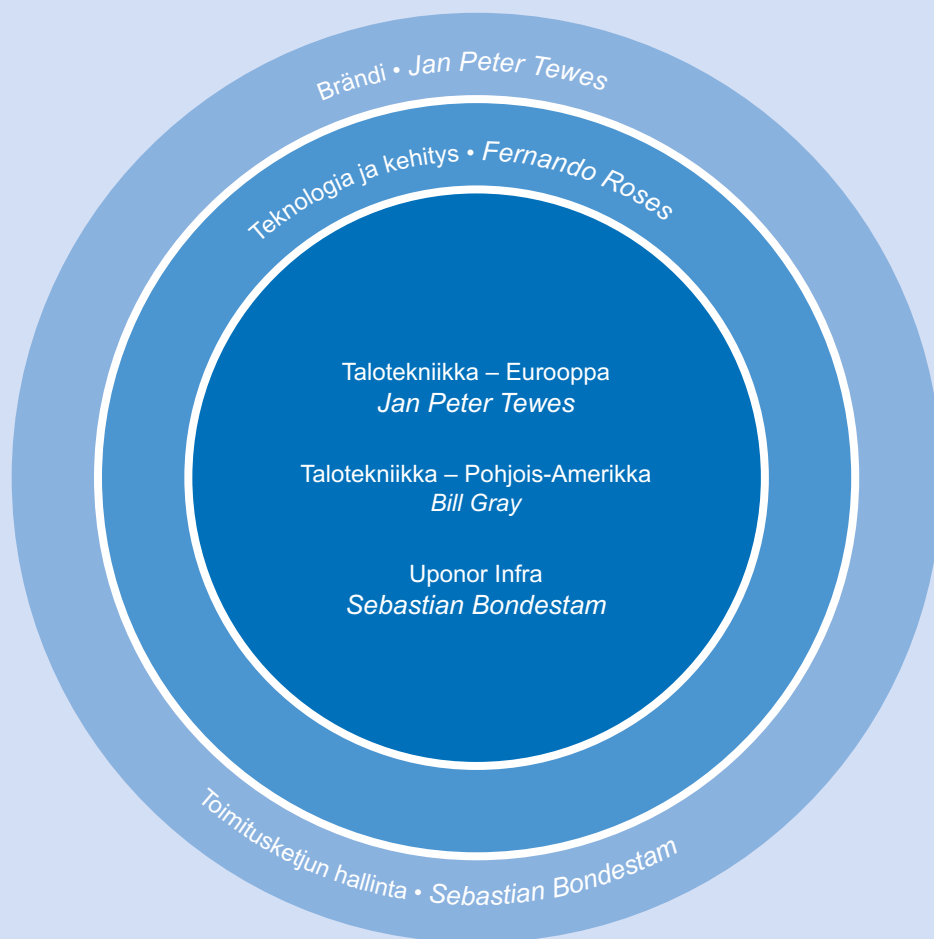 Brändi • Jan Peter Tewes
Teknologia ja kehitys • Fernando Roses
Talotekniikka – Eurooppa
Jan Peter Tewes
Talotekniikka – Pohjois-Amerikka
Bill Gray
Uponor Infra
Sebastian Bondestam
Toimitusketjun hallinta • Sebastian Bondestam